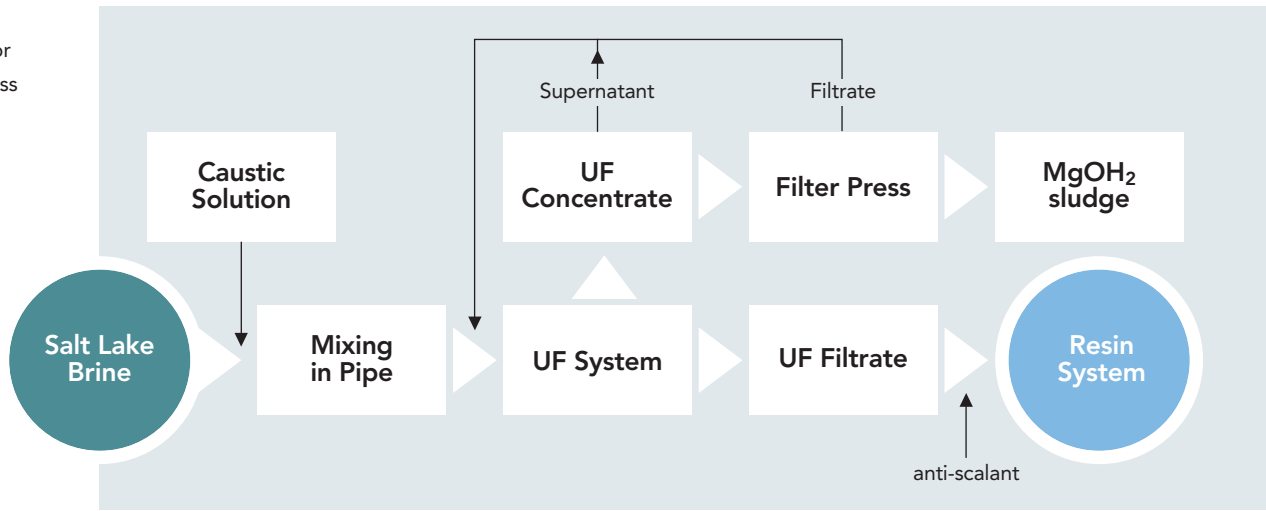 or
ss
Supernatant
Filtrate
Caustic
Solution
UF
Concentrate
Filter Press
MgOH₂
sludge
Salt Lake
Brine
Mixing
in Pipe
UF System
UF Filtrate
Resin
System
anti-scalant